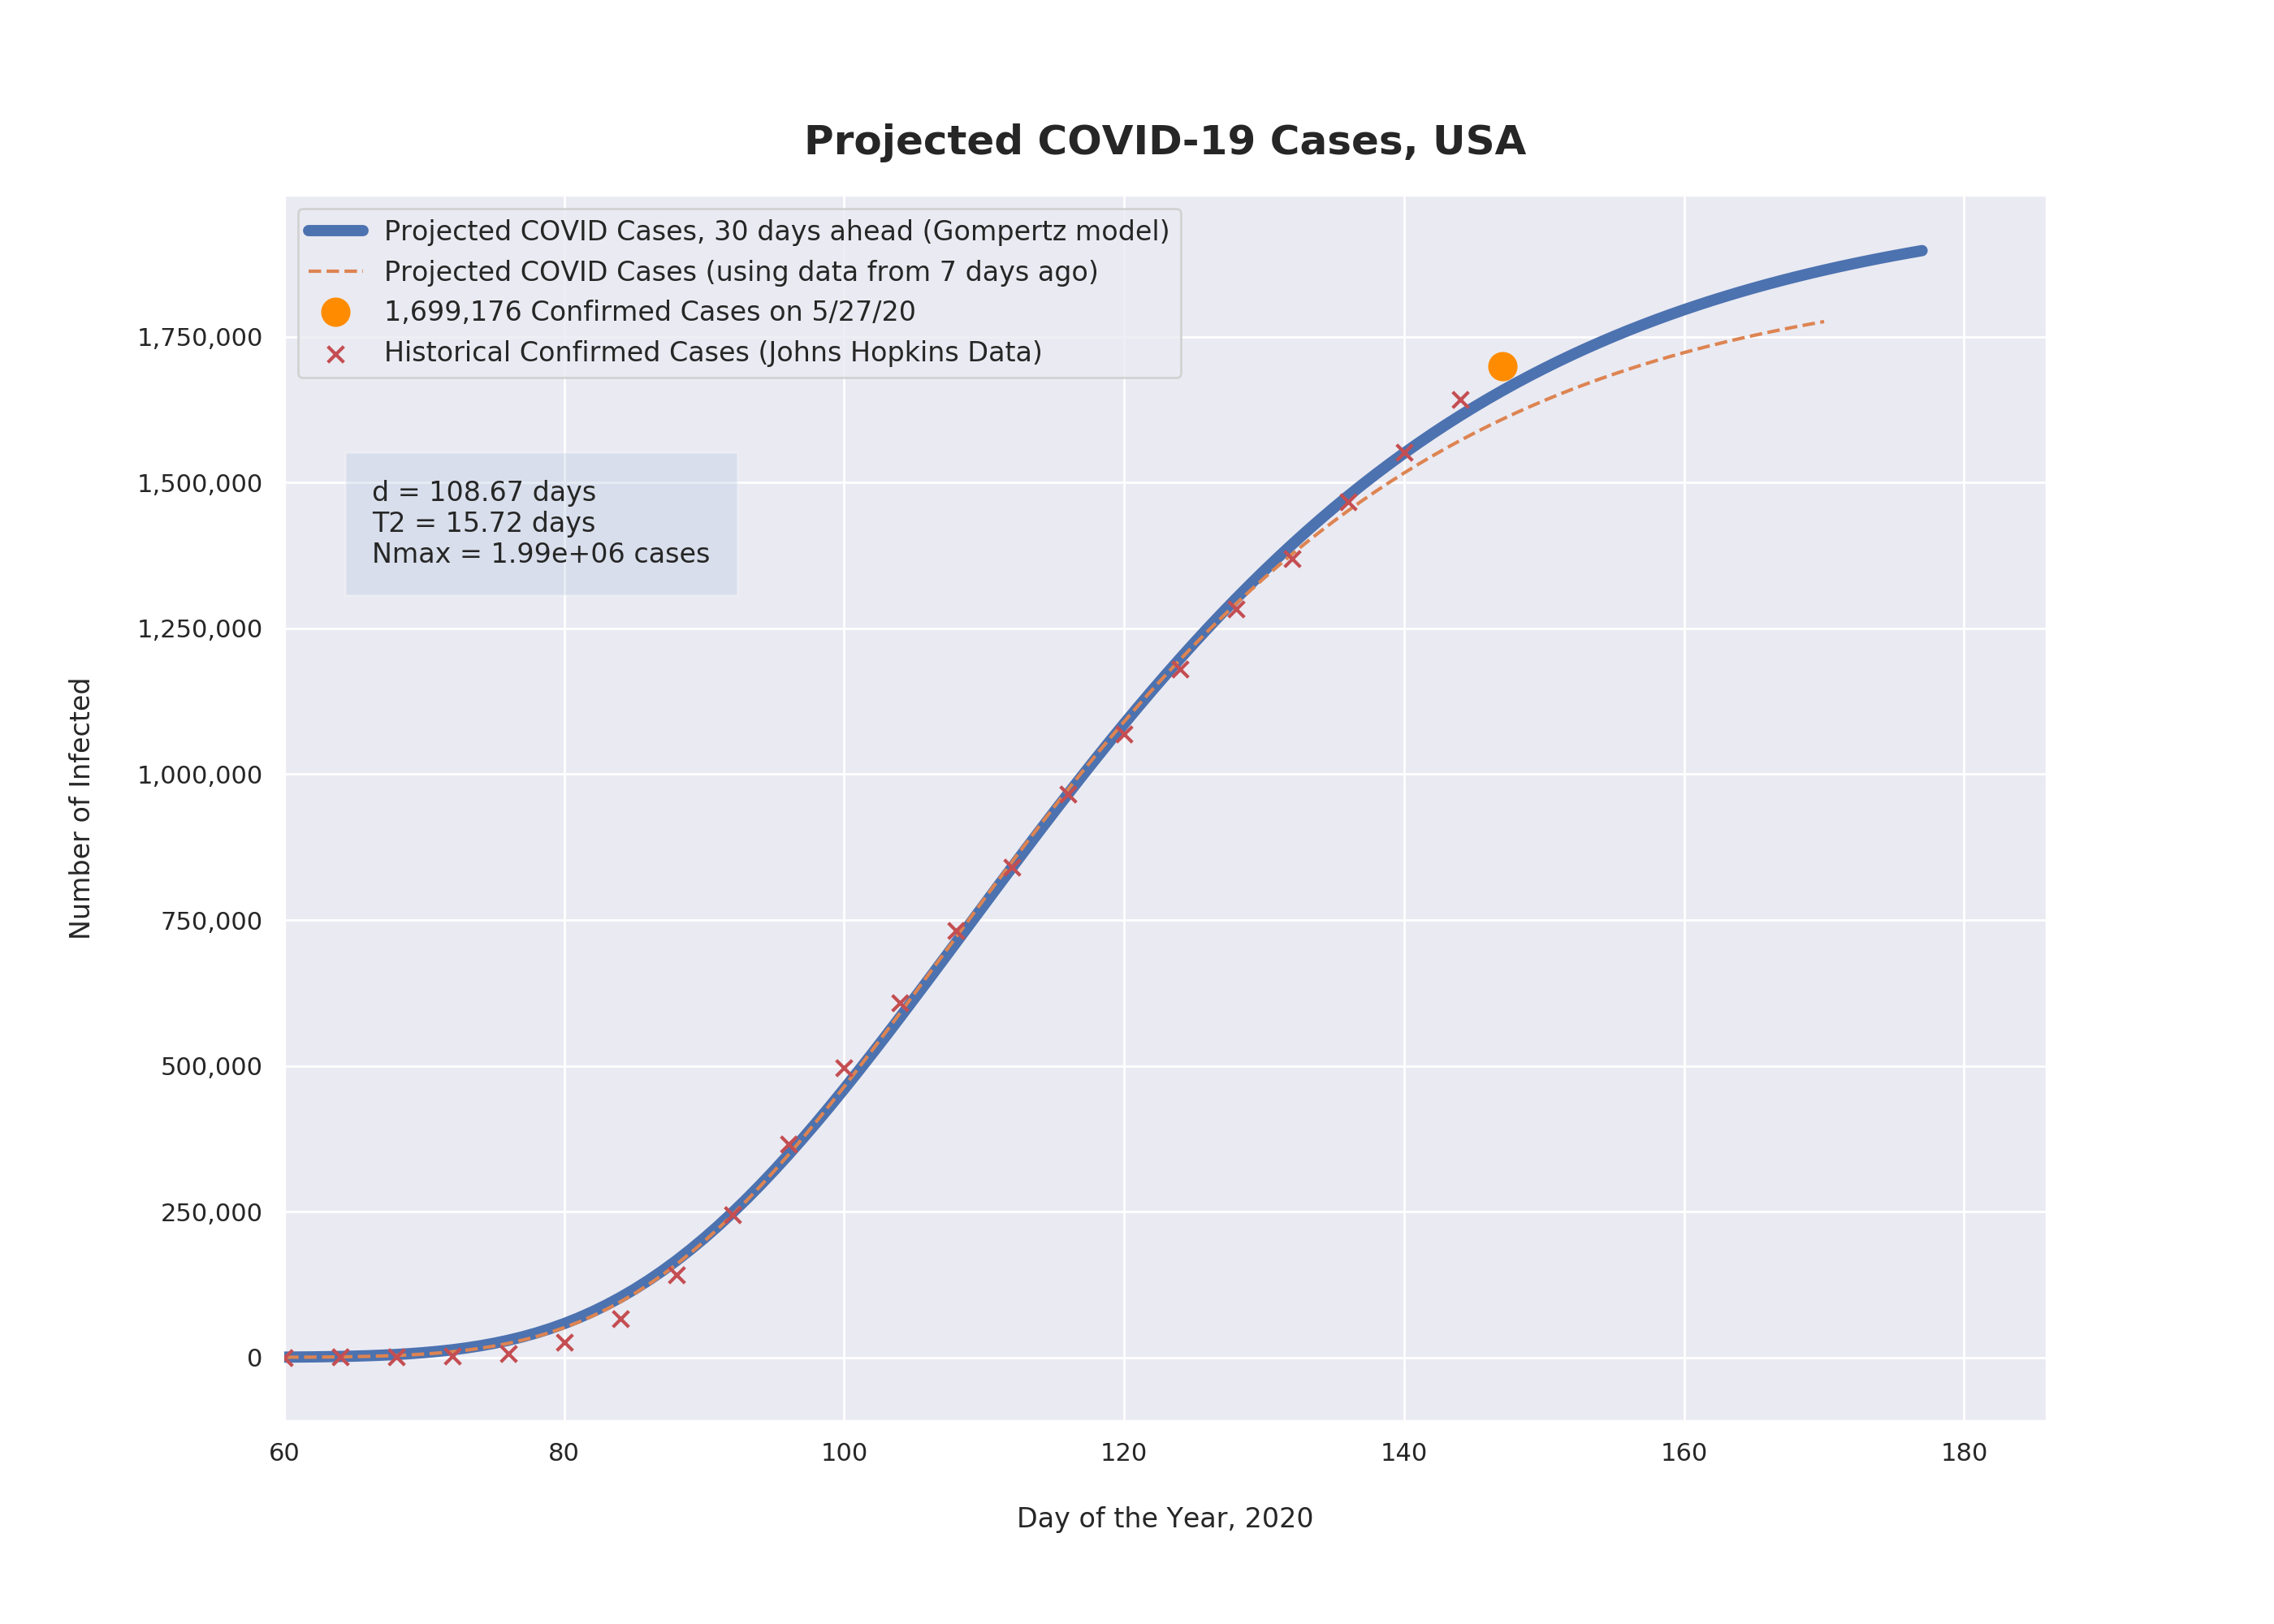 Projected COVID-19 Cases, USA
Projected COVID Cases, 30 days ahead (Gompertz model)
Projected COVID Cases (using data from 7 days ago)
1,699,176 Confirmed Cases on 5/27/20
Historical Confirmed Cases (Johns Hopkins Data)
d = 108.67 days
T2 = 15.72 days
Nmax = 1.99e+06 cases
Number of Infected
1,750,000
1,500,000
1,250,000
1,000,000
750,000
500,000
250,000
0
60 80 100 120 140 160 180
Day of the Year, 2020